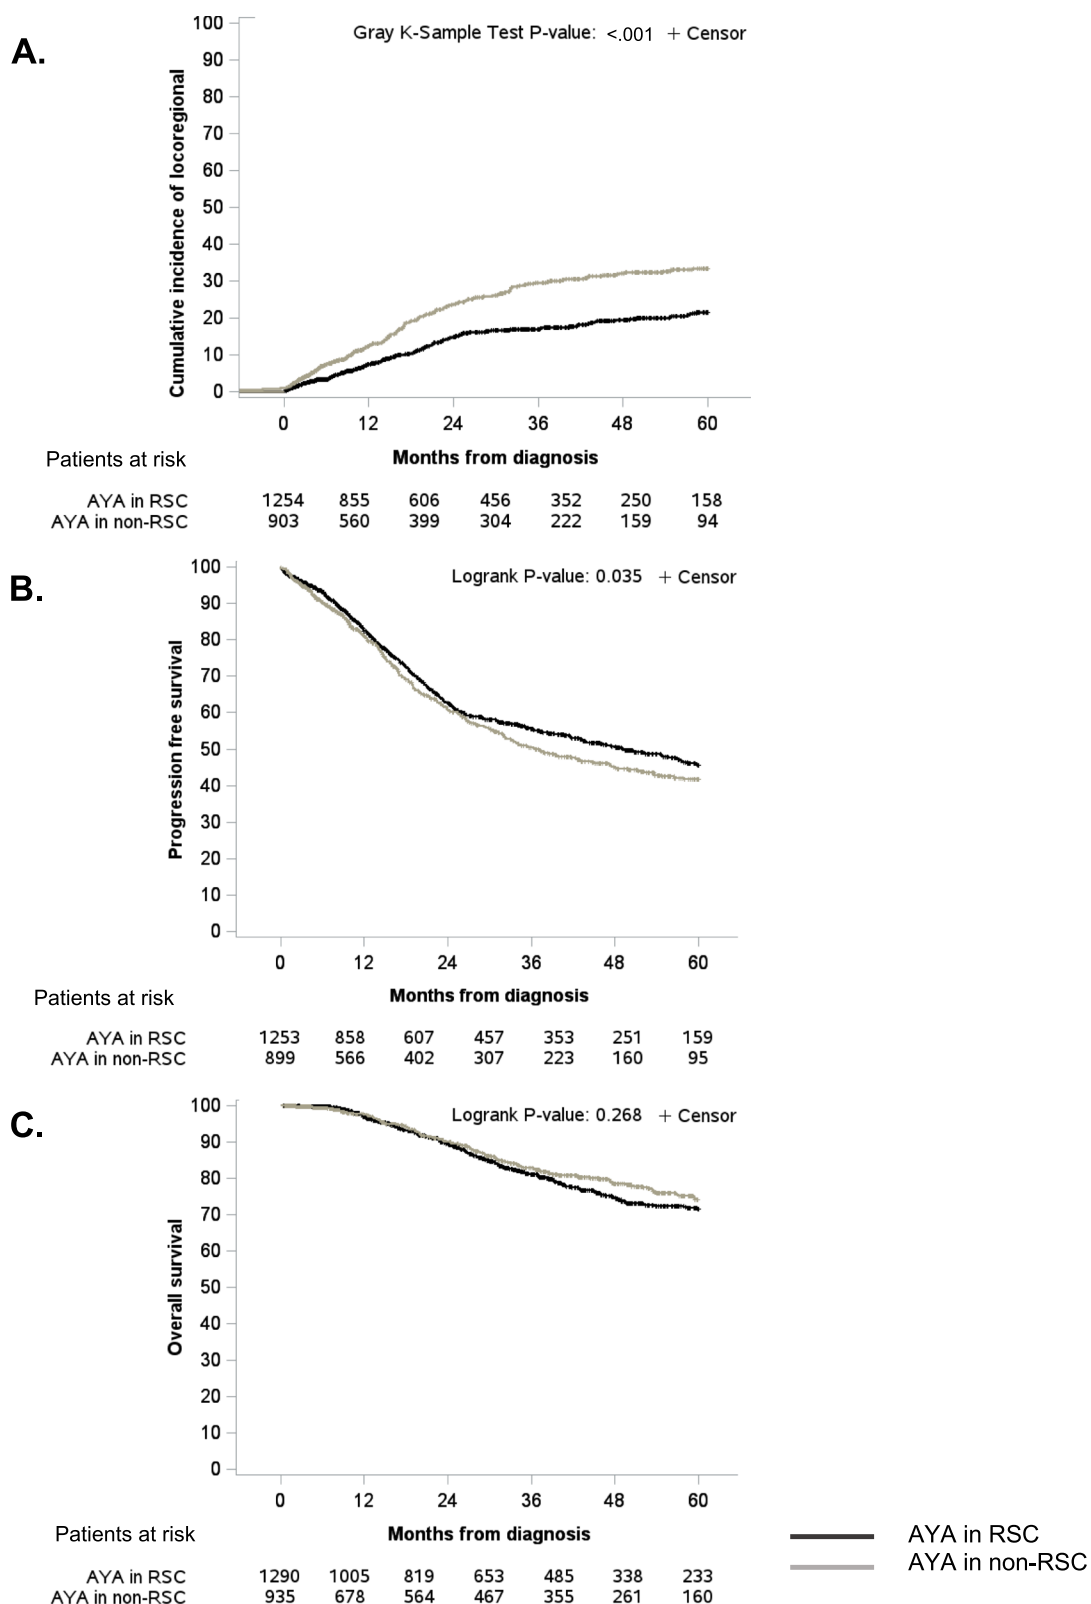 A.
Gray K-Sample Test P-value: <.001 + Censor
Cumulative incidence of locoregional
100
90
80
70
60
50
40
30
20
10
0
0 12 24 36 48 60
Months from diagnosis
Patients at risk
AYA in RSC 1254 855 606 456 352 250 158
AYA in non-RSC 903 560 399 304 222 159 94
B.
Logrank P-value: 0.035 + Censor
Progression free survival
100
90
80
70
60
50
40
30
20
10
0
0 12 24 36 48 60
Months from diagnosis
Patients at risk
AYA in RSC 1253 858 607 457 353 251 159
AYA in non-RSC 899 566 402 307 223 160 95
C.
Logrank P-value: 0.268 + Censor
Overall survival
100
90
80
70
60
50
40
30
20
10
0
0 12 24 36 48 60
Months from diagnosis
Patients at risk
AYA in RSC 1290 1005 819 653 485 338 233
AYA in non-RSC 935 678 564 467 355 261 160
AYA in RSC
AYA in non-RSC